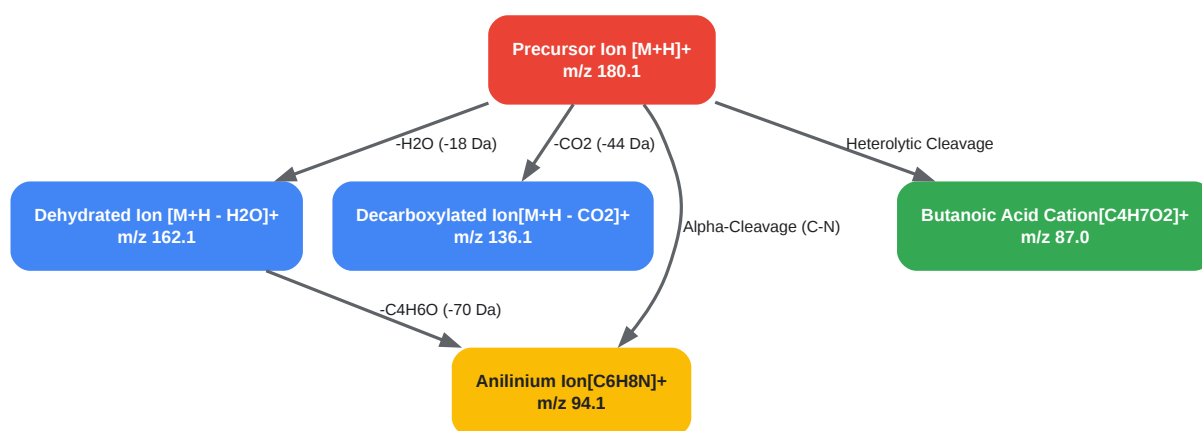 Precursor Ion [M+H]+
m/z 180.1
-H2O (-18 Da)
-CO2 (-44 Da)
Heterolytic Cleavage
Dehydrated Ion [M+H - H2O]+
m/z 162.1
Decarboxylated Ion[M+H - CO2]+
m/z 136.1
Alpha-Cleavage (C-N)
Butanoic Acid Cation[C4H7O2]+
m/z 87.0
-C4H6O (-70 Da)
Anilinium Ion[C6H8N]+
m/z 94.1